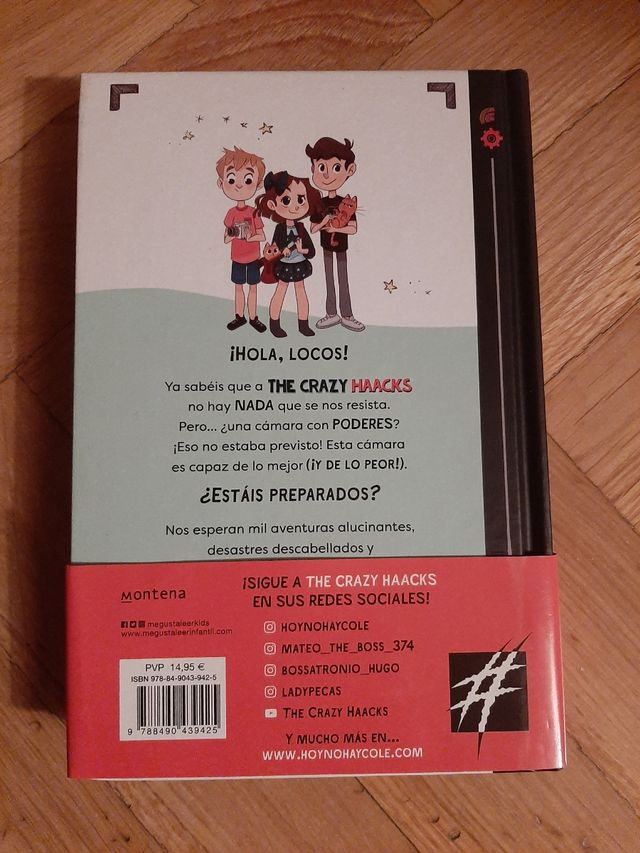 ¡HOLA, LOCOS!
Ya sabéis que a THE CRAZY HAACKS
no hay NADA que se nos resista.
Pero... ¿una cámara con PODERES?
¡Eso no estaba previsto! Esta cámara
es capaz de lo mejor (¡Y DE LO PEOR!).
¿ESTÁIS PREPARADOS?
Nos esperan mil aventuras alucinantes,
desastres descabellados y
Montena
megustaleerkids
www.megustaleerinfantil.com
PVP 14,95 €
ISBN 978-84-9043-942-5
9 788490 439425
¡SIGUE A THE CRAZY HAACKS
EN SUS REDES SOCIALES!
HOYNOHAYCOLE
MATEO_THE_BOSS_374
BOSSATRONIO_HUGO
LADYPECAS
THE CRAZY HAACKS
Y MUCHO MÁS EN...
WWW.HOYNOHAYCOLE.COM